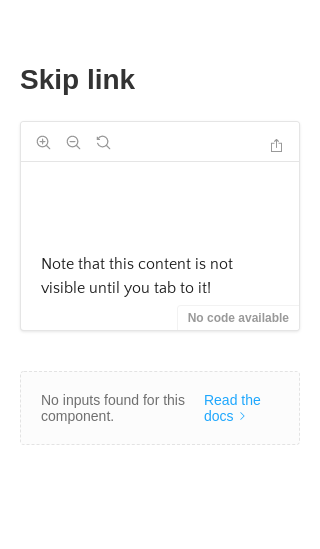 Skip link
Note that this content is not
visible until you tab to it!
No code available
No inputs found for this
component.
Read the
docs